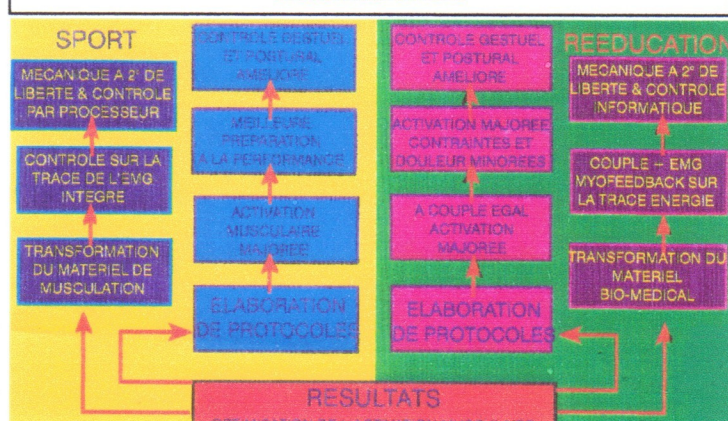 SPORT
MECANIQUE A 2° DE
LIBERTE & CONTROLE
PAR PROCESSEUR
CONTROLE SUR LA
TRACE DE L'EMG
INTEGRE
TRANSFORMATION
DU MATERIEL DE
MUSCULATION
CONTROLE GESTUEL
ET POSTURAL
AMELIORE
MEILLEURE
PREPARATION
A LA PERFORMANCE
ACTIVATION
MUSCULAIRE
MAJOREE
ELABORATION
DE PROTOCOLES
CONTROLE GESTUEL
ET POSTURAL
AMELIORE
ACTIVATION MAJOREE
CONTRAINTES ET
DOULEUR MINOREES
A COUPLE EGAL
ACTIVATION
MAJOREE
ELABORATION
DE PROTOCOLES
REEDUCATION
MECANIQUE A 2° DE
LIBERTE & CONTROLE
INFORMATIQUE
COUPLE – EMG
MYOFEEDBACK SUR
LA TRACE ENERGIE
TRANSFORMATION DU
MATERIEL
BIO-MEDICAL
RESULTATS